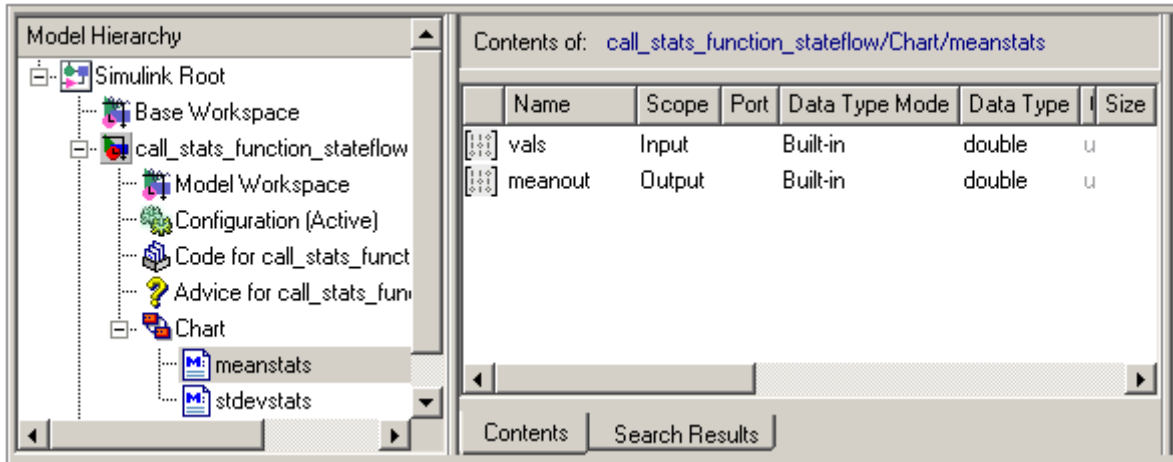 Model Hierarchy
Simulink Root
Base Workspace
call_stats_function_stateflow
Model Workspace
Configuration (Active)
Code for call_stats_funct
Advice for call_stats_fun
Chart
meanstats
stdevstats
Contents of: call_stats_function_stateflow/Chart/meanstats
Name Scope Port Data Type Mode Data Type Size
vals Input Built-in double u
meanout Output Built-in double u
Contents Search Results